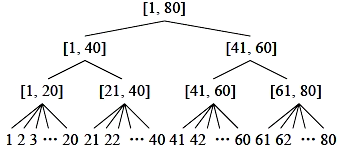 [1, 80]
[1, 40] [41, 60]
[1, 20] [21, 40] [41, 60] [61, 80]
1 2 3 ⋯ 20 21 22 ⋯ 40 41 42 ⋯ 60 61 62 ⋯ 80